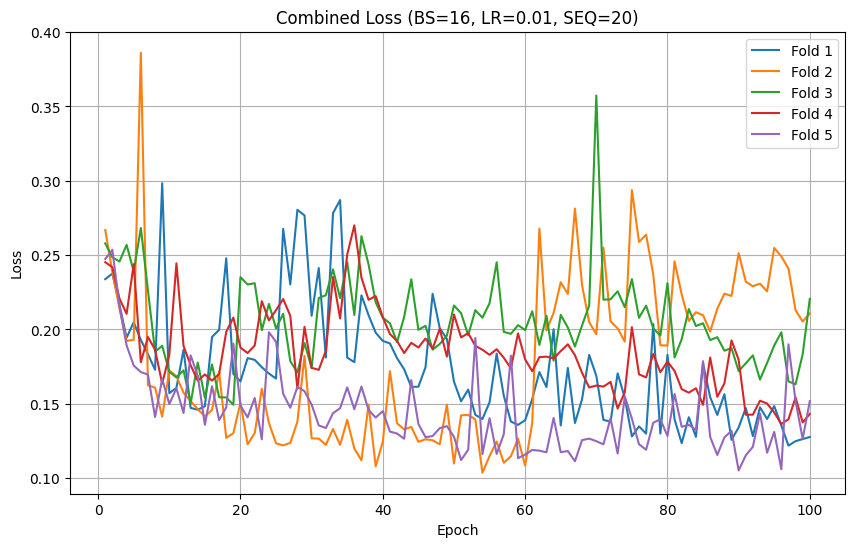 Combined Loss (BS=16, LR=0.01, SEQ=20)
Loss
0.40
0.35
0.30
0.25
0.20
0.15
0.10
Fold 1
Fold 2
Fold 3
Fold 4
Fold 5
0
20
40
60
80
100
Epoch